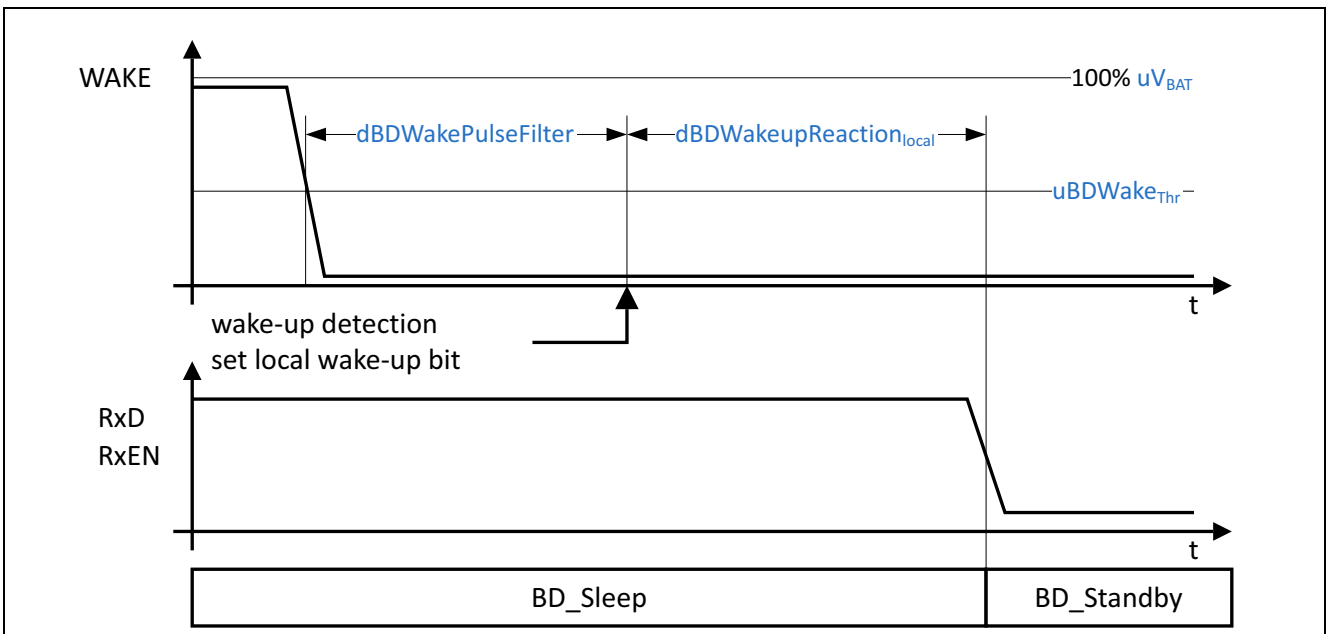 WAKE
100% uVBAT
dBDWakePulseFilter
dBDWakeupReactionlocal
uBDWakeThr
t
wake-up detection
set local wake-up bit
RxD
RxEN
t
BD_Sleep
BD_Standby